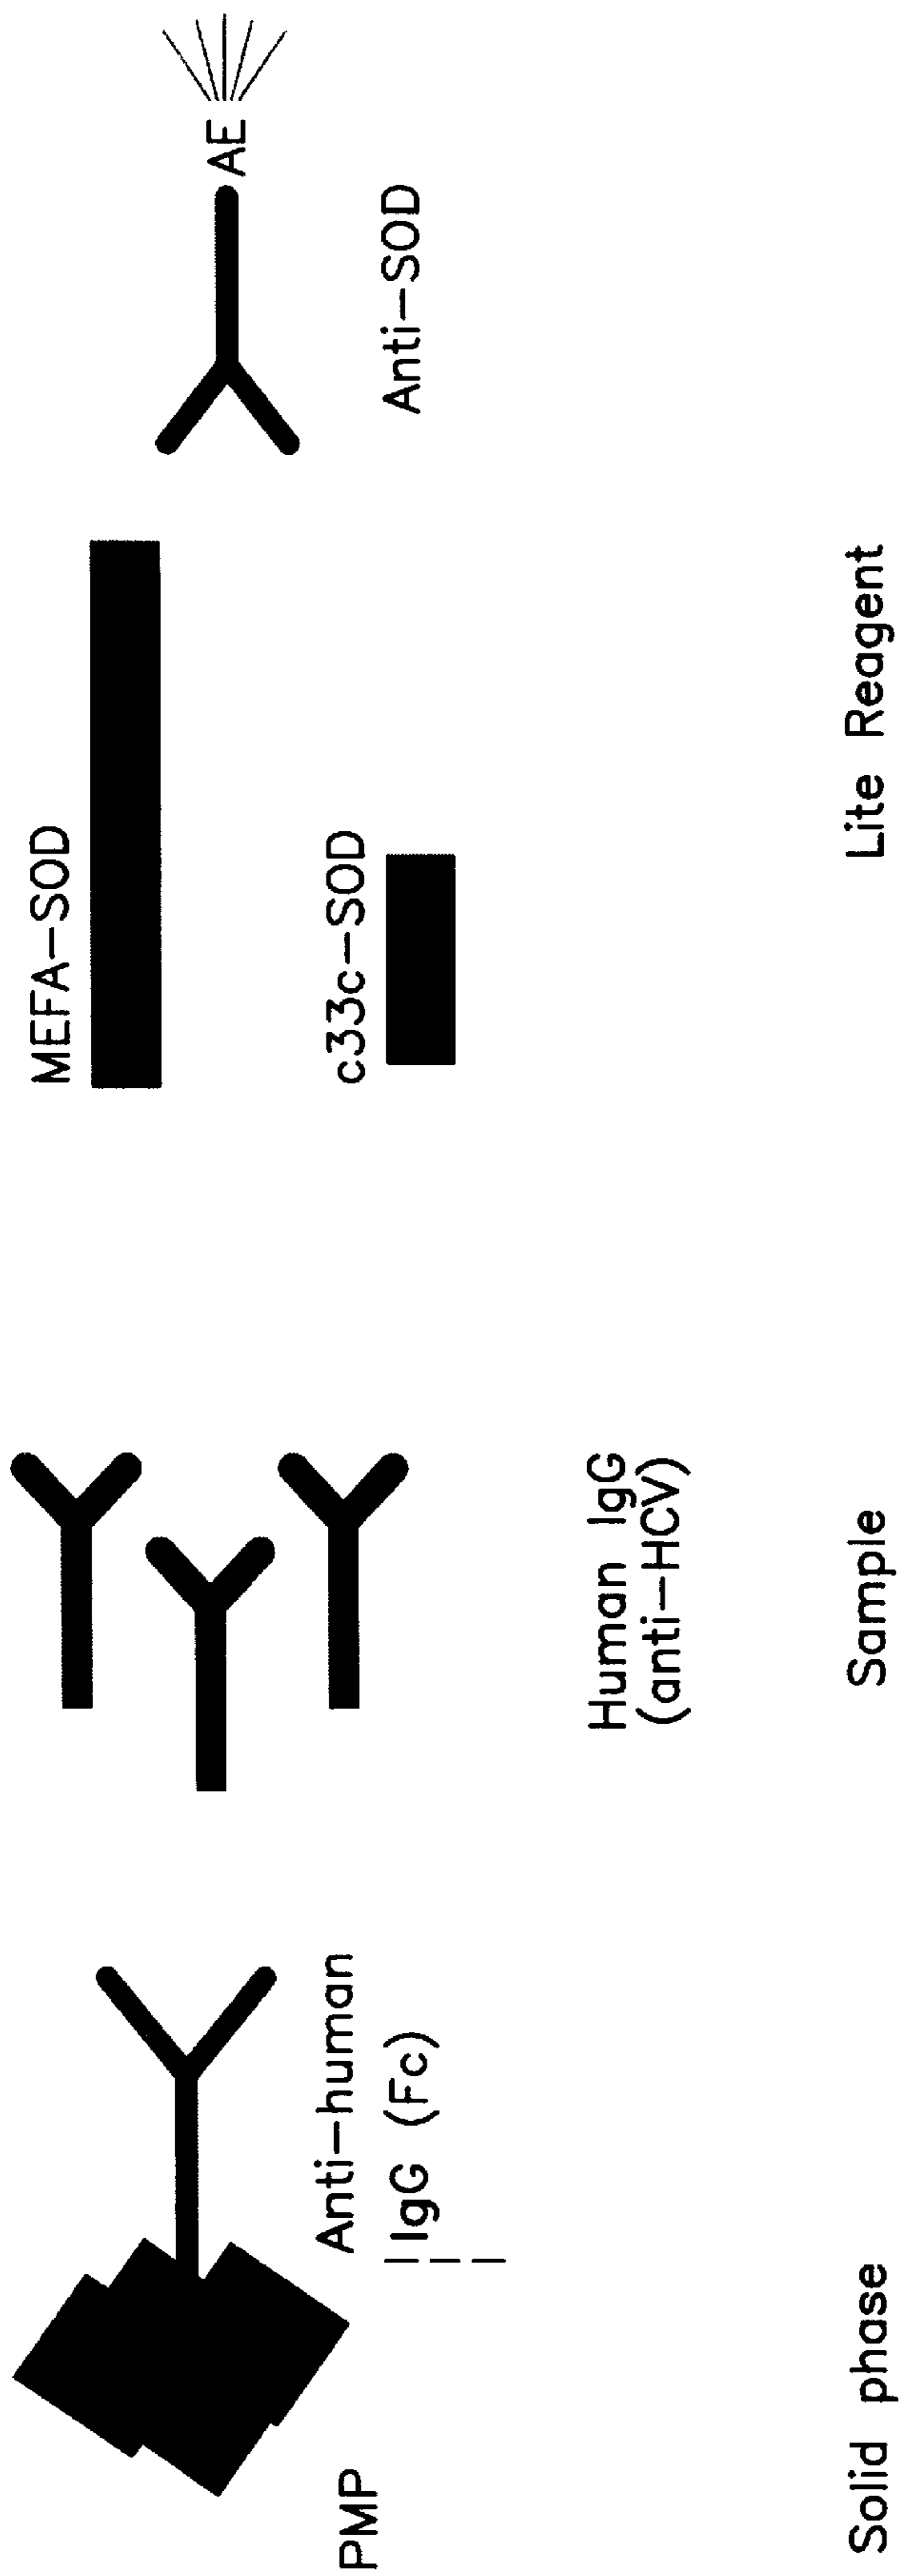 PMP
Anti-human
IgG (Fc)
Solid phase
Human IgG
(anti-HCV)
Sample
MEFA-SOD
c33c-SOD
AE
Anti-SOD
Lite Reagent